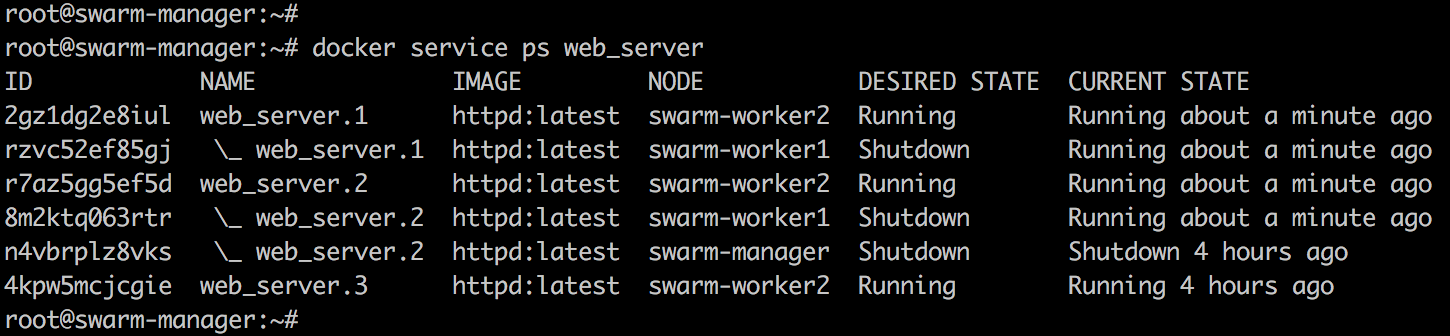 root@swarm-manager:~#
root@swarm-manager:~# docker service ps web_server
ID            NAME              IMAGE         NODE           DESIRED STATE  CURRENT STATE
2gz1dg2e8iul  web_server.1      httpd:latest  swarm-worker2  Running        Running about a minute ago
rzvc52ef85gj   \_ web_server.1  httpd:latest  swarm-worker1  Shutdown       Running about a minute ago
r7az5gg5ef5d  web_server.2      httpd:latest  swarm-worker2  Running        Running about a minute ago
8m2ktq063rtr   \_ web_server.2  httpd:latest  swarm-worker1  Shutdown       Running about a minute ago
n4vbrplz8vks   \_ web_server.2  httpd:latest  swarm-manager  Shutdown       Shutdown 4 hours ago
4kpw5mcjcgie  web_server.3      httpd:latest  swarm-worker2  Running        Running 4 hours ago
root@swarm-manager:~#